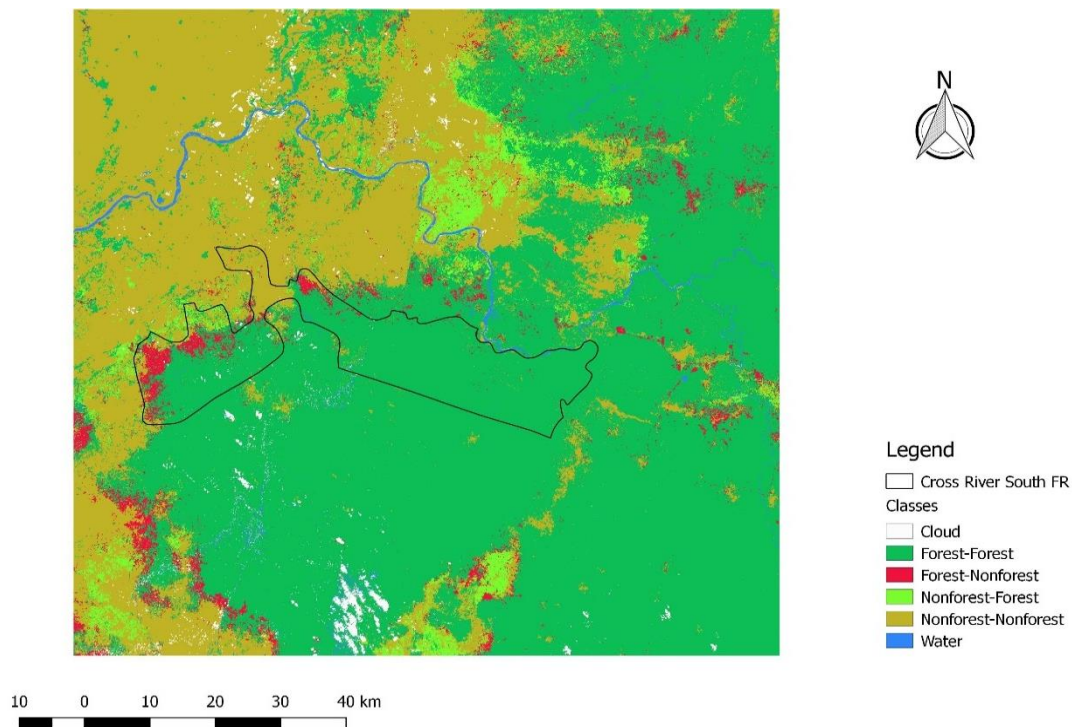 N
Legend
Cross River South FR
Classes
Cloud
Forest-Forest
Forest-Nonforest
Nonforest-Forest
Nonforest-Nonforest
Water
10 0 10 20 30 40 km